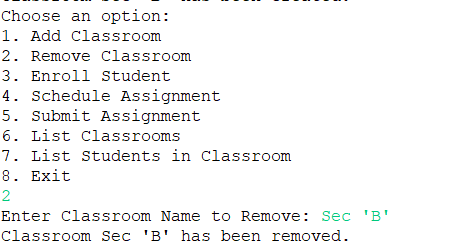 Choose an option:
1. Add Classroom
2. Remove Classroom
3. Enroll Student
4. Schedule Assignment
5. Submit Assignment
6. List Classrooms
7. List Students in Classroom
8. Exit
2
Enter Classroom Name to Remove: Sec 'B'
Classroom Sec 'B' has been removed.